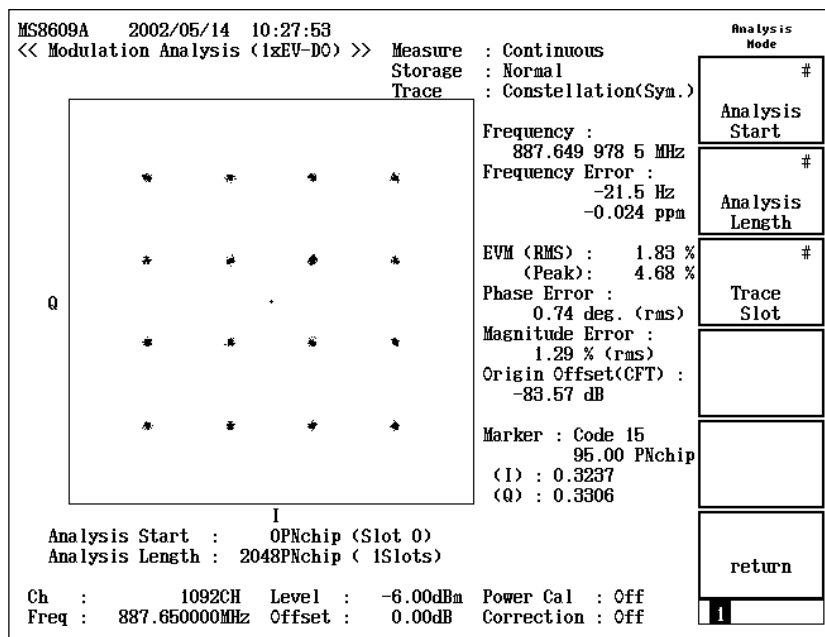 MS8609A 2002/05/14 10:27:53
<< Modulation Analysis (1xEV-DO) >>
Measure : Continuous
Storage : Normal
Trace : Constellation(Sym.)
Frequency :
887.649 978 5 MHz
Frequency Error :
-21.5 Hz
-0.024 ppm
EVM (RMS) : 1.83 %
(Peak): 4.68 %
Phase Error :
0.74 deg. (rms)
Magnitude Error :
1.29 % (rms)
Origin Offset(CFT) :
-83.57 dB
Marker : Code 15
95.00 PNchip
(I) : 0.3237
(Q) : 0.3306
Q
I
Analysis Start : 0PNchip (Slot 0)
Analysis Length : 2048PNchip ( 1Slots)
Ch : 1092CH Level : -6.00dBm Power Cal : Off
Freq : 887.650000MHz Offset : 0.00dB Correction : Off
Analysis
Mode
#
Analysis
Start
#
Analysis
Length
#
Trace
Slot
return
1